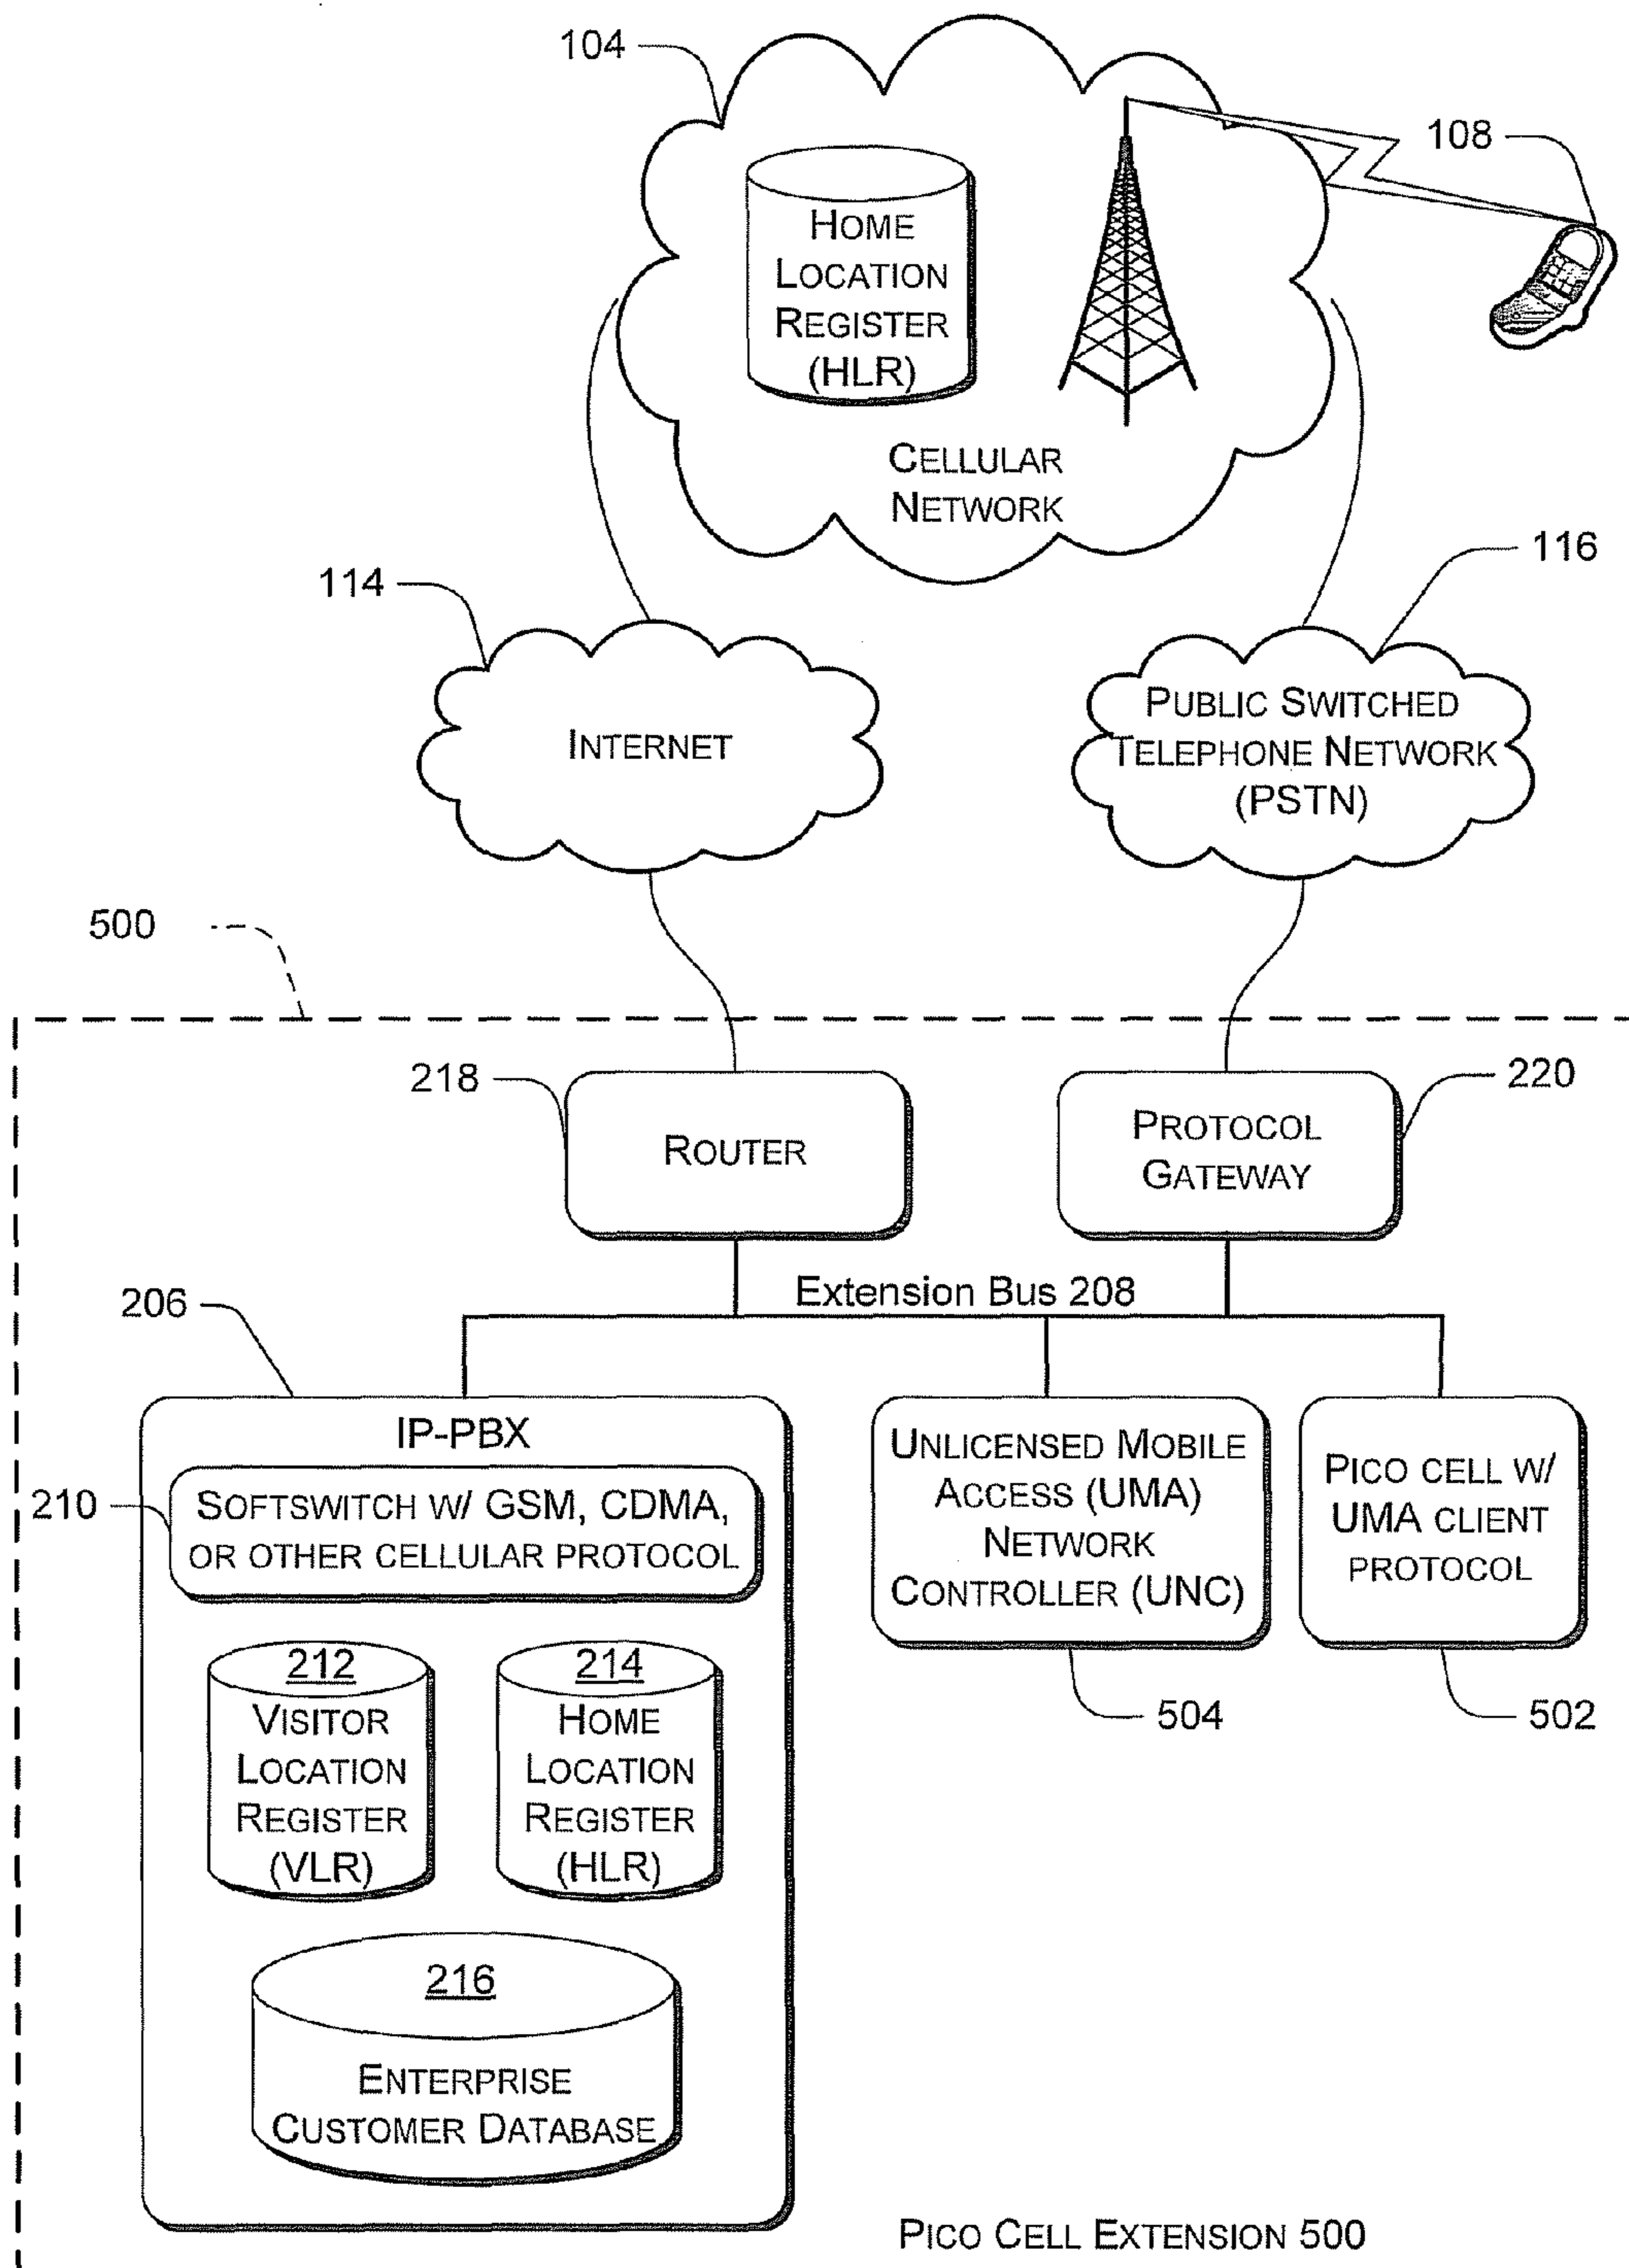 104
108
HOME
LOCATION
REGISTER
(HLR)
CELLULAR
NETWORK
114
116
INTERNET
PUBLIC SWITCHED
TELEPHONE NETWORK
(PSTN)
500
218
ROUTER
220
PROTOCOL
GATEWAY
Extension Bus 208
206
IP-PBX
210
SOFTSWITCH W/ GSM, CDMA,
OR OTHER CELLULAR PROTOCOL
212
VISITOR
LOCATION
REGISTER
(VLR)
214
HOME
LOCATION
REGISTER
(HLR)
216
ENTERPRISE
CUSTOMER DATABASE
UNLICENSED MOBILE
ACCESS (UMA)
NETWORK
CONTROLLER (UNC)
504
PICO CELL W/
UMA CLIENT
PROTOCOL
502
PICO CELL EXTENSION 500